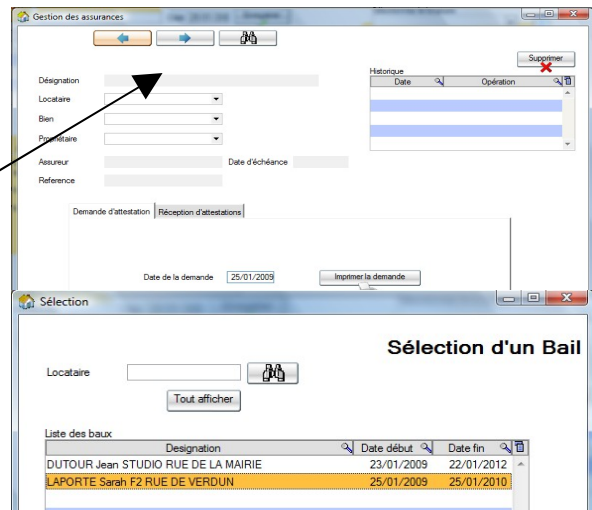 Gestion des assurances
Supprimer
Historique
Date Opération
Désignation
Locataire
Bien
Propriétaire
Assureur Date d'échéance
Reference
Demande d'attestation Réception d'attestations
Date de la demande 25/01/2009 Imprimer la demande
Sélection
Sélection d'un Bail
Locataire
Tout afficher
Liste des baux
Designation Date début Date fin
DUTOUR Jean STUDIO RUE DE LA MAIRIE 23/01/2009 22/01/2012
LAPORTE Sarah F2 RUE DE VERDUN 25/01/2009 25/01/2010